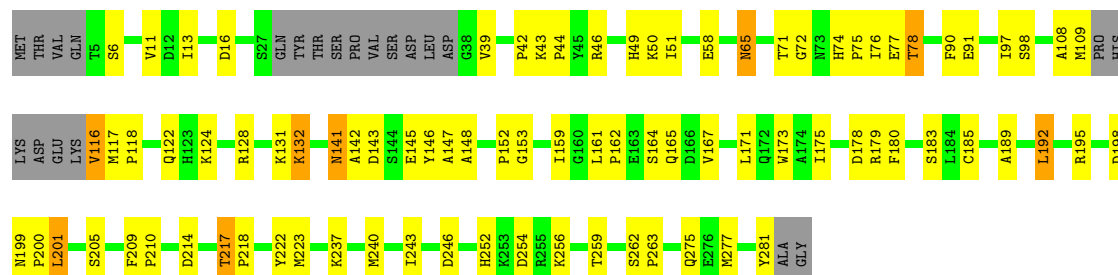 MET THR VAL GLN T5 S6 V11 D12 I13 D16 S27 GLN TYR THR SER PRO VAL SER ASP LEU ASP G38 V39 P42 K43 P44 Y45 R46 H49 K50 I51 E58 N65 T71 G72 N73 H74 P75 I76 E77 T78 F90 E91 I97 S98 A108 M109 PRO HIS
LYS ASP GLU LYS V116 M117 P118 Q122 H123 K124 R128 K131 K132 N141 A142 D143 S144 E145 Y146 A147 A148 P152 G153 I159 G160 L161 P162 E163 S164 Q165 D166 V167 L171 Q172 W173 A174 I175 D178 R179 F180 S183 L184 C185 A189 L192 R195 D198
N199 P200 L201 S205 F209 P210 D214 T217 P218 Y222 M223 K237 M240 I243 D246 H252 K253 D254 R255 K256 T259 S262 P263 Q275 E276 M277 Y281 ALA GLY